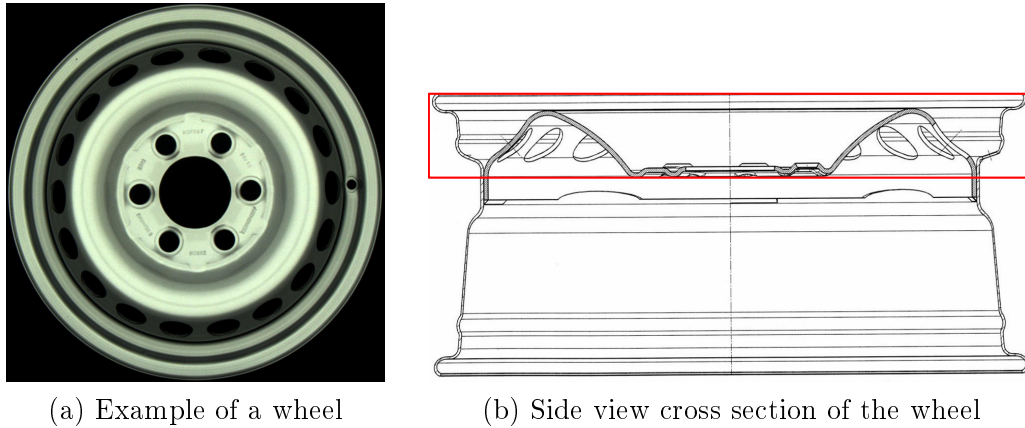 (a) Example of a wheel
(b) Side view cross section of the wheel